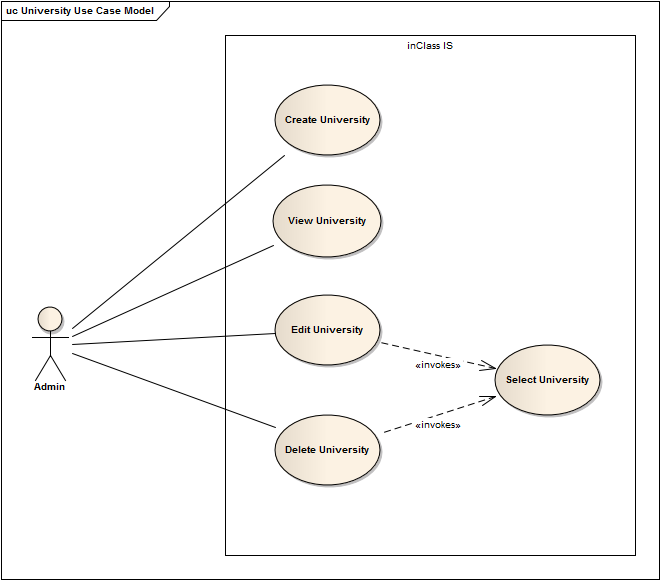 uc University Use Case Model
inClass IS
Create University
View University
Edit University
«invokes»
Select University
Admin
«invokes»
Delete University